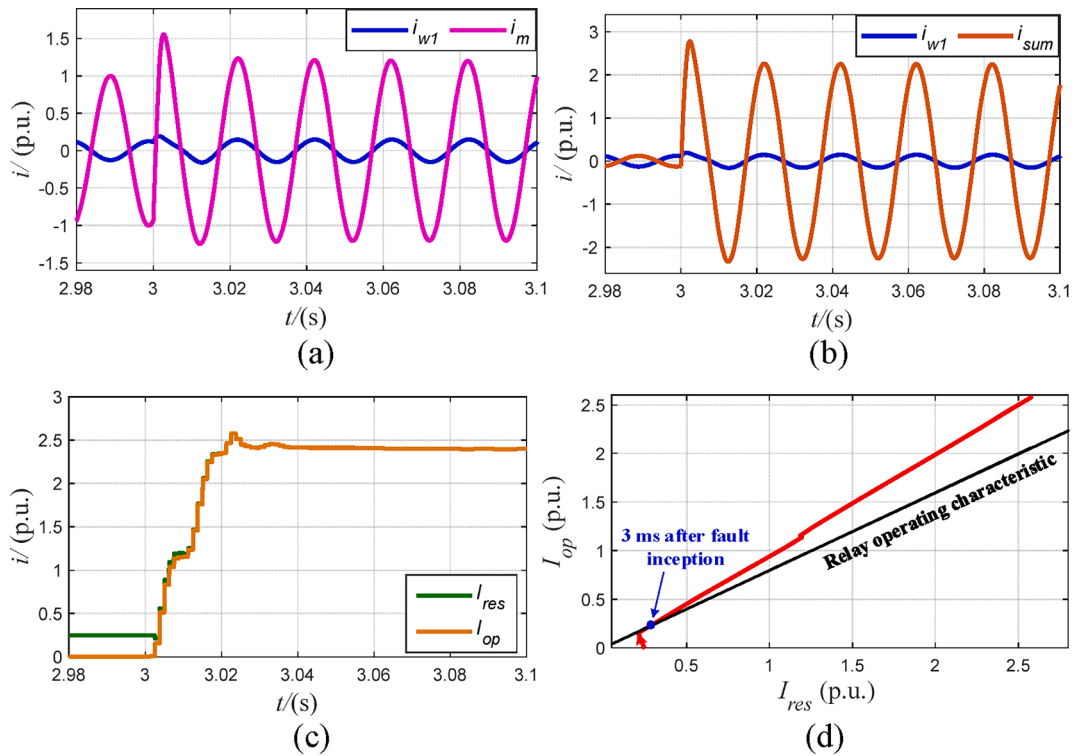 i_w1 i_m
i/ (p.u.)
1.5
1
0.5
0
-0.5
-1
-1.5
2.98 3 3.02 3.04 3.06 3.08 3.1
t/(s)
(a)
i_w1 i_sum
i/ (p.u.)
3
2
1
0
-1
-2
2.98 3 3.02 3.04 3.06 3.08 3.1
t/(s)
(b)
i/ (p.u.)
3
2.5
2
1.5
1
0.5
0
I_res
I_op
2.98 3 3.02 3.04 3.06 3.08 3.1
t/(s)
(c)
I_op (p.u.)
2.5
2
1.5
1
0.5
0
3 ms after fault
inception
Relay operating characteristic
0.5 1 1.5 2 2.5
I_res (p.u.)
(d)